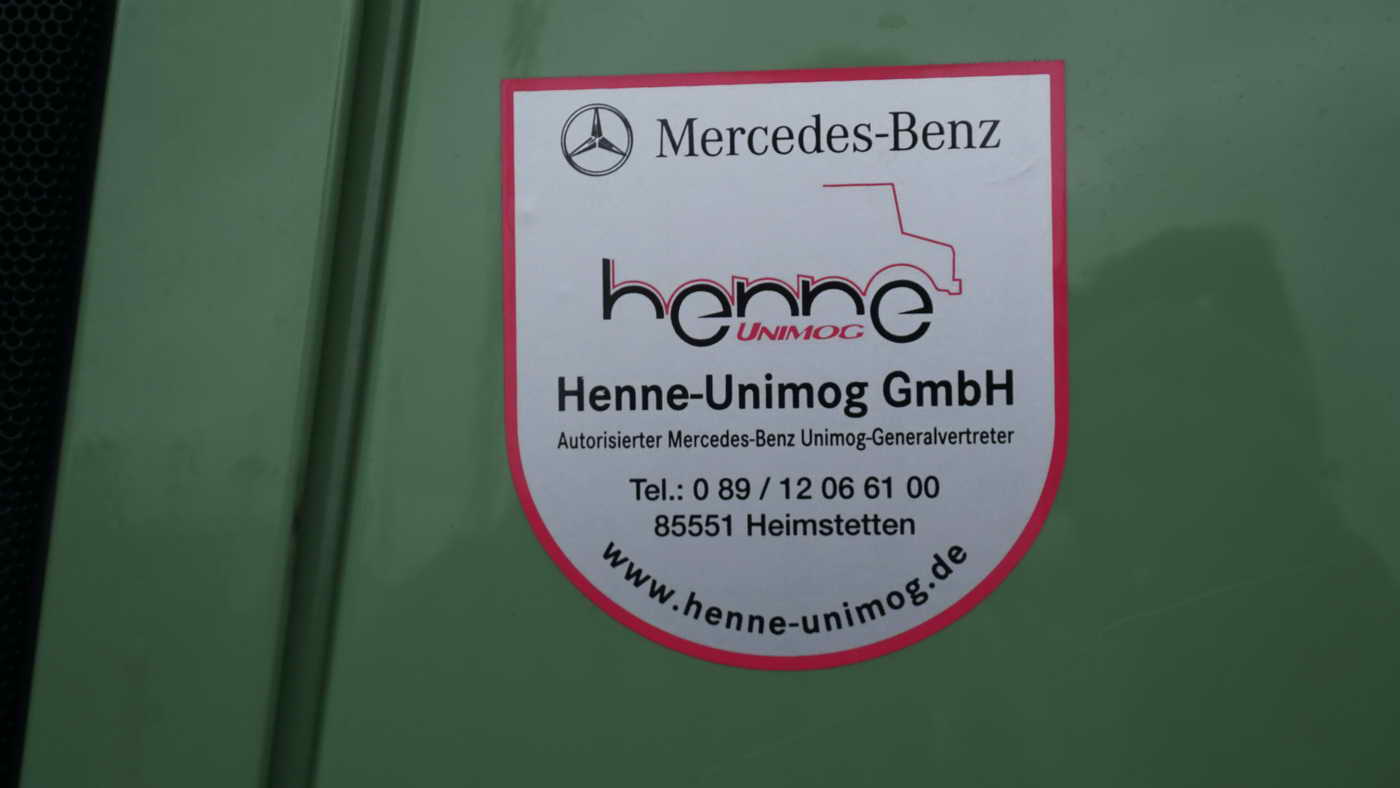 Mercedes-Benz
henne
UNIMOG
Henne-Unimog GmbH
Autorisierter Mercedes-Benz Unimog-Generalvertreter
Tel.: 0 89 / 12 06 61 00
85551 Heimstetten
www.henne-unimog.de